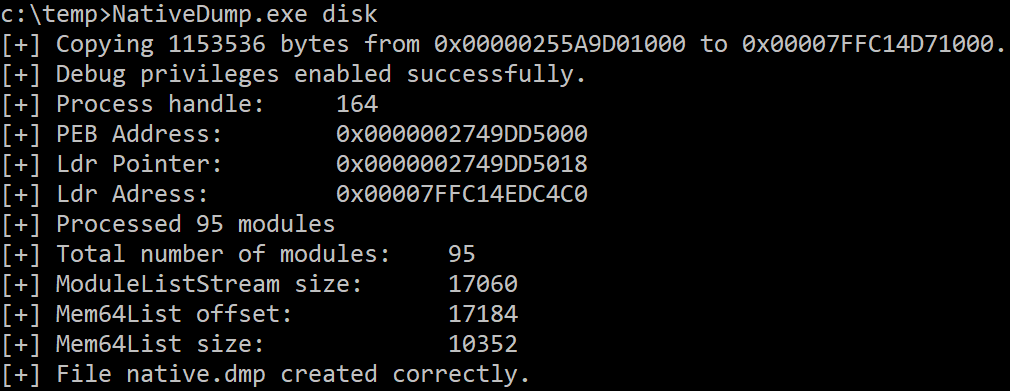 c:\temp>NativeDump.exe disk
[+] Copying 1153536 bytes from 0x00000255A9D01000 to 0x00007FFC14D71000.
[+] Debug privileges enabled successfully.
[+] Process handle: 164
[+] PEB Address: 0x0000002749DD5000
[+] Ldr Pointer: 0x0000002749DD5018
[+] Ldr Adress: 0x00007FFC14EDC4C0
[+] Processed 95 modules
[+] Total number of modules: 95
[+] ModuleListStream size: 17060
[+] Mem64List offset: 17184
[+] Mem64List size: 10352
[+] File native.dmp created correctly.